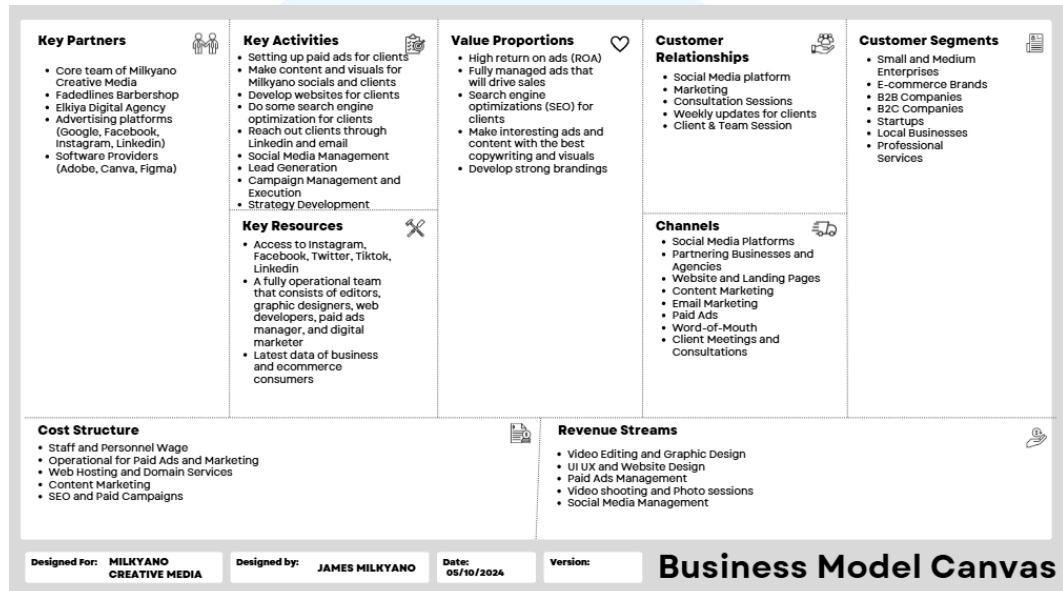 Key Partners
• Core team of Milkyano
Creative Media
• Fadedlines Barbershop
• Elkiya Digital Agency
• Advertising platforms
(Google, Facebook,
Instagram, Linkedin)
• Software Providers
(Adobe, Canva, Figma)
Key Activities
• Setting up paid ads for clients
• Make content and visuals for
Milkyano socials and clients
• Develop websites for clients
• Do some search engine
optimization for clients
• Reach out clients through
Linkedin and email
• Social Media Management
• Lead Generation
• Campaign Management and
Execution
• Strategy Development
Key Resources
• Access to Instagram,
Facebook, Twitter, Tiktok,
Linkedin
• A fully operational team
that consists of editors,
graphic designers, web
developers, paid ads
manager, and digital
marketer
• Latest data of business
and ecommerce
consumers
Value Proportions
• High return on ads (ROA)
• Fully managed ads that
will drive sales
• Search engine
optimizations (SEO) for
clients
• Make interesting ads and
content with the best
copywriting and visuals
• Develop strong brandings
Customer
Relationships
• Social Media platform
• Marketing
• Consultation Sessions
• Weekly updates for clients
• Client & Team Session
Channels
• Social Media Platforms
• Partnering Businesses and
Agencies
• Website and Landing Pages
• Content Marketing
• Email Marketing
• Paid Ads
• Word-of-Mouth
• Client Meetings and
Consultations
Customer Segments
• Small and Medium
Enterprises
• E-commerce Brands
• B2B Companies
• B2C Companies
• Startups
• Local Businesses
• Professional
Services
Cost Structure
• Staff and Personnel Wage
• Operational for Paid Ads and Marketing
• Web Hosting and Domain Services
• Content Marketing
• SEO and Paid Campaigns
Revenue Streams
• Video Editing and Graphic Design
• UI UX and Website Design
• Paid Ads Management
• Video shooting and Photo sessions
• Social Media Management
Designed For: MILKYANO
CREATIVE MEDIA
Designed by: JAMES MILKYANO
Date:
05/10/2024
Version:
Business Model Canvas